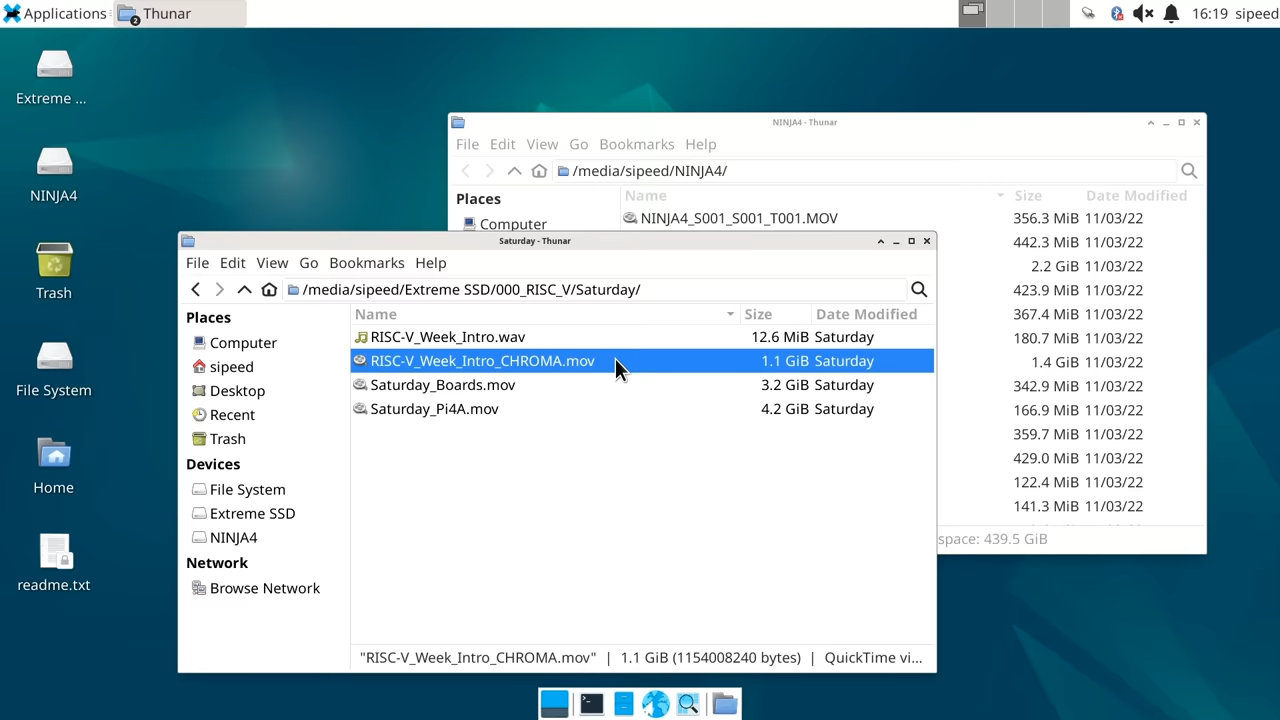 Applications
2 Thunar
16:19 sipeed
Extreme ...
NINJA4
Trash
File System
Home
readme.txt
NINJA4 - Thunar
File Edit View Go Bookmarks Help
/media/sipeed/NINJA4/
Places
Computer
Name Size Date Modified
NINJA4_S001_S001_T001.MOV 356.3 MiB 11/03/22
442.3 MiB 11/03/22
2.2 GiB 11/03/22
423.9 MiB 11/03/22
367.4 MiB 11/03/22
180.7 MiB 11/03/22
1.4 GiB 11/03/22
342.9 MiB 11/03/22
166.9 MiB 11/03/22
359.7 MiB 11/03/22
429.0 MiB 11/03/22
122.4 MiB 11/03/22
141.3 MiB 11/03/22
space: 439.5 GiB
Saturday - Thunar
File Edit View Go Bookmarks Help
/media/sipeed/Extreme SSD/000_RISC_V/Saturday/
Places
Computer
sipeed
Desktop
Recent
Trash
Devices
File System
Extreme SSD
NINJA4
Network
Browse Network
Name Size Date Modified
RISC-V_Week_Intro.wav 12.6 MiB Saturday
RISC-V_Week_Intro_CHROMA.mov 1.1 GiB Saturday
Saturday_Boards.mov 3.2 GiB Saturday
Saturday_Pi4A.mov 4.2 GiB Saturday
"RISC-V_Week_Intro_CHROMA.mov" | 1.1 GiB (1154008240 bytes) | QuickTime vi...